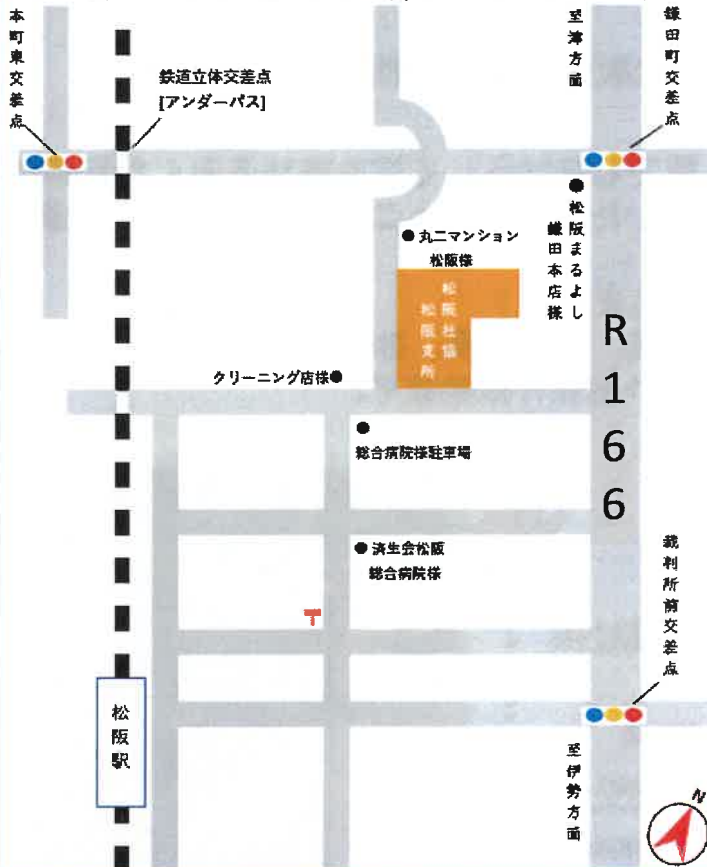 本町東交差点
鉄道立体交差点
[アンダーパス]
至津方面
鎌田町交差点
松阪まるよし
鎌田本店様
丸二マンション
松阪様
松阪社協
松阪支所
R166
クリーニング店様
総合病院様駐車場
済生会松阪
総合病院様
〒
裁判所前交差点
松阪駅
至伊勢方面
N